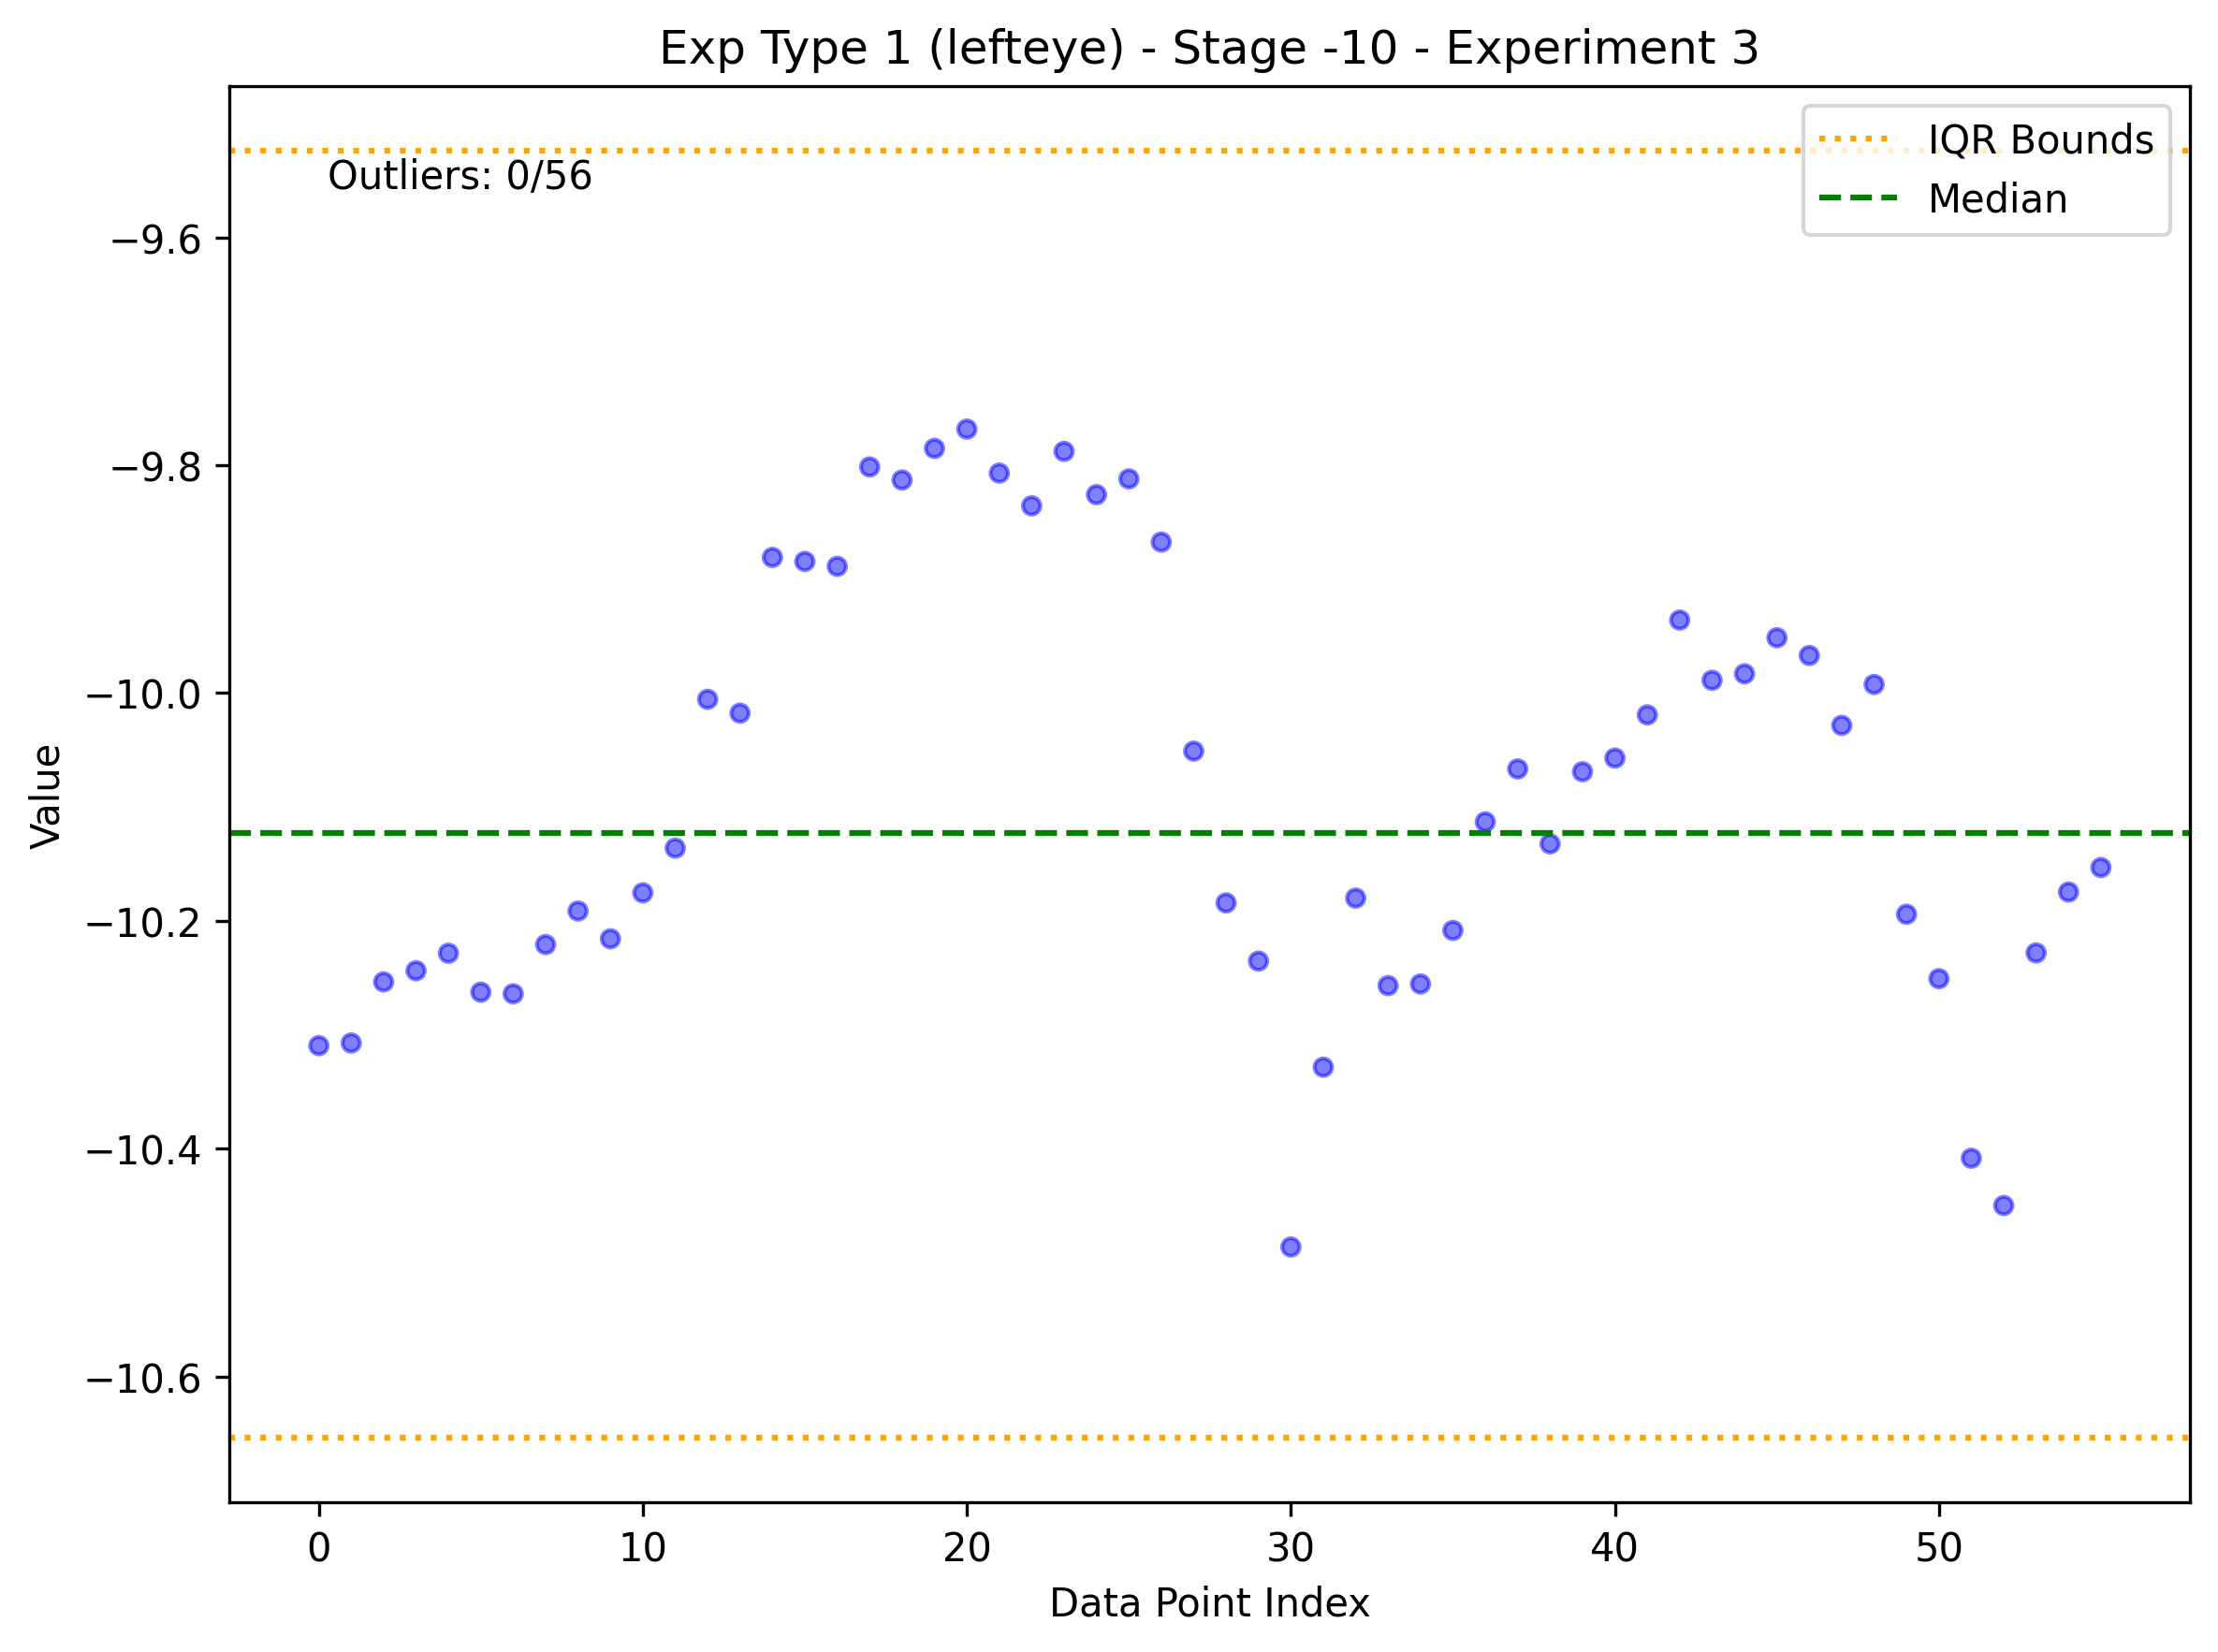 Exp Type 1 (lefteye) - Stage -10 - Experiment 3
IQR Bounds
Outliers: 0/56
Median
−9.6
−9.8
−10.0
−10.2
−10.4
−10.6
Value
0 10 20 30 40 50
Data Point Index